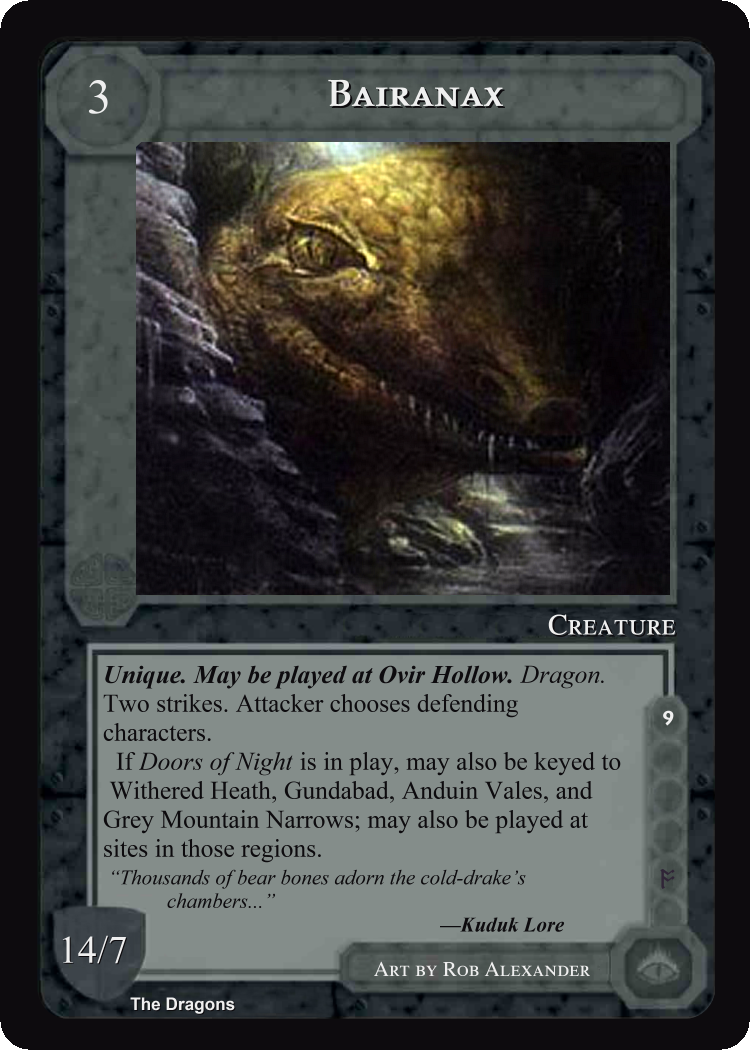 3
BAIRANAX
CREATURE
Unique. May be played at Ovir Hollow. Dragon.
Two strikes. Attacker chooses defending
characters.
If Doors of Night is in play, may also be keyed to
Withered Heath, Gundabad, Anduin Vales, and
Grey Mountain Narrows; may also be played at
sites in those regions.
“Thousands of bear bones adorn the cold-drake’s
chambers...”
—Kuduk Lore
9
14/7
ART BY ROB ALEXANDER
The Dragons